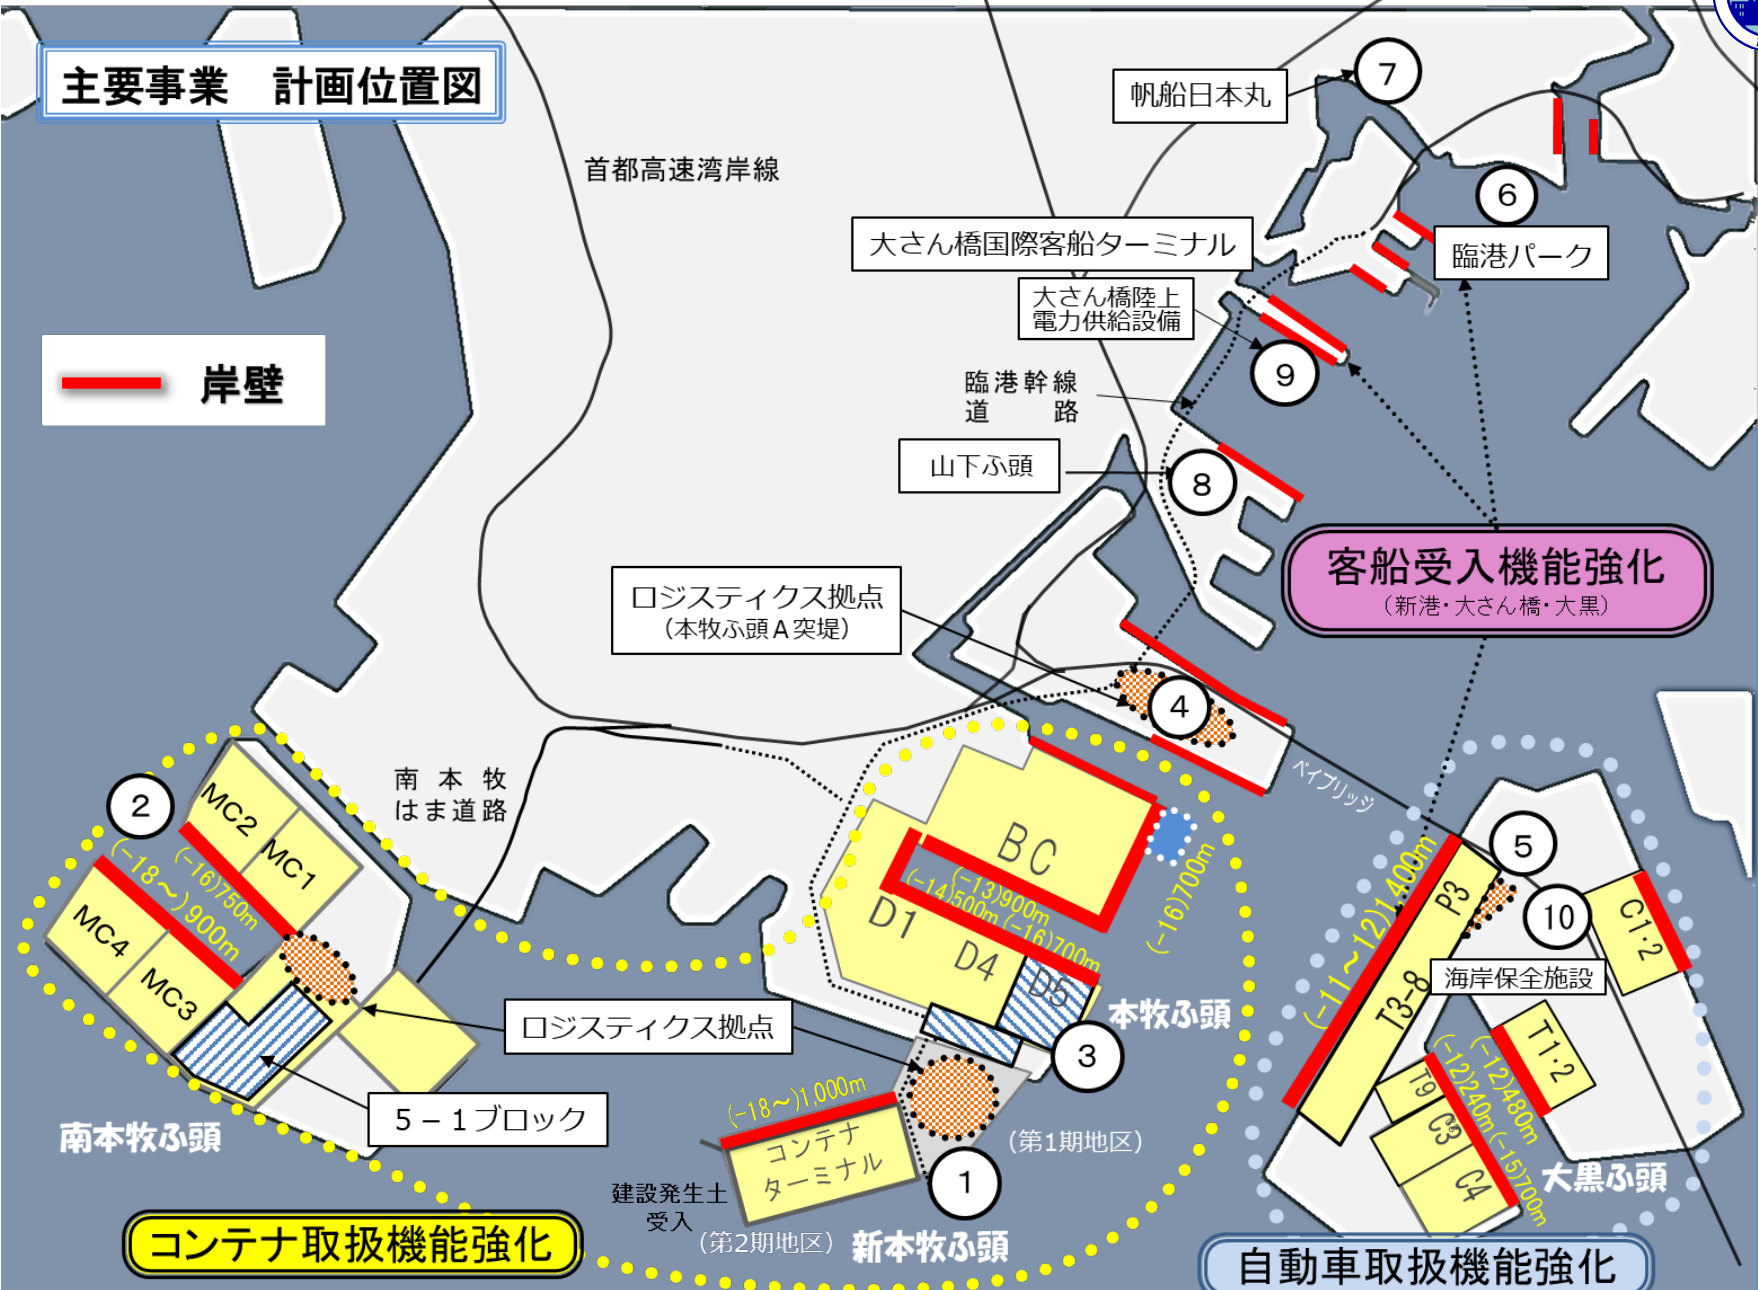 主要事業　計画位置図
岸壁
首都高速湾岸線
帆船日本丸
⑦
⑥
臨港パーク
大さん橋国際客船ターミナル
大さん橋陸上
電力供給設備
⑨
臨港幹線
道路
山下ふ頭
⑧
客船受入機能強化
（新港・大さん橋・大黒）
ロジスティクス拠点
（本牧ふ頭Ａ突堤）
④
ベイブリッジ
南本牧
はま道路
②
MC2
MC1
(-16)750m
(-18～)900m
MC4
MC3
BC
(-13)900m
(-14)500m
(-16)700m
(-16)700m
D1
D4
D5
本牧ふ頭
③
ロジスティクス拠点
５－１ブロック
南本牧ふ頭
(-18～)1,000m
コンテナ
ターミナル
（第1期地区）
①
建設発生土
受入
（第2期地区）
新本牧ふ頭
コンテナ取扱機能強化
(-11～-12)1,400m
P3
T3-8
⑤
⑩
C1・2
海岸保全施設
T1・2
(-12)480m
(-12)240m
(-15)700m
T9
C3
C4
大黒ふ頭
自動車取扱機能強化